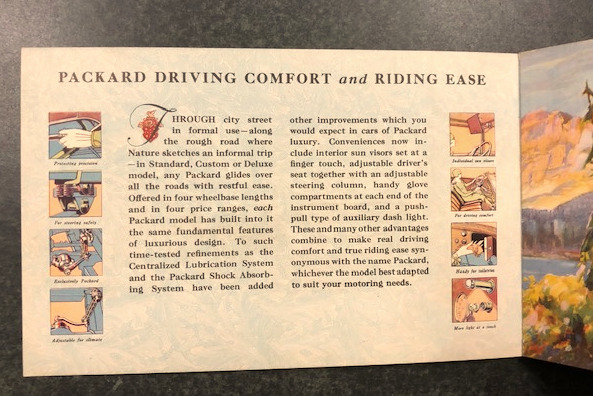 PACKARD DRIVING COMFORT and RIDING EASE
Protecting precision
For steering safety
Exclusively Packard
Adjustable for climate
THROUGH city street
in formal use—along
the rough road where
Nature sketches an informal trip
—in Standard, Custom or Deluxe
model, any Packard glides over
all the roads with restful ease.
Offered in four wheelbase lengths
and in four price ranges, each
Packard model has built into it
the same fundamental features
of luxurious design. To such
time-tested refinements as the
Centralized Lubrication System
and the Packard Shock Absorb-
ing System have been added
other improvements which you
would expect in cars of Packard
luxury. Conveniences now in-
clude interior sun visors set at a
finger touch, adjustable driver's
seat together with an adjustable
steering column, handy glove
compartments at each end of the
instrument board, and a push-
pull type of auxiliary dash light.
These and many other advantages
combine to make real driving
comfort and true riding ease syn-
onymous with the name Packard,
whichever the model best adapted
to suit your motoring needs.
Individual sun visors
For driving comfort
Handy for toiletries
More light at a touch